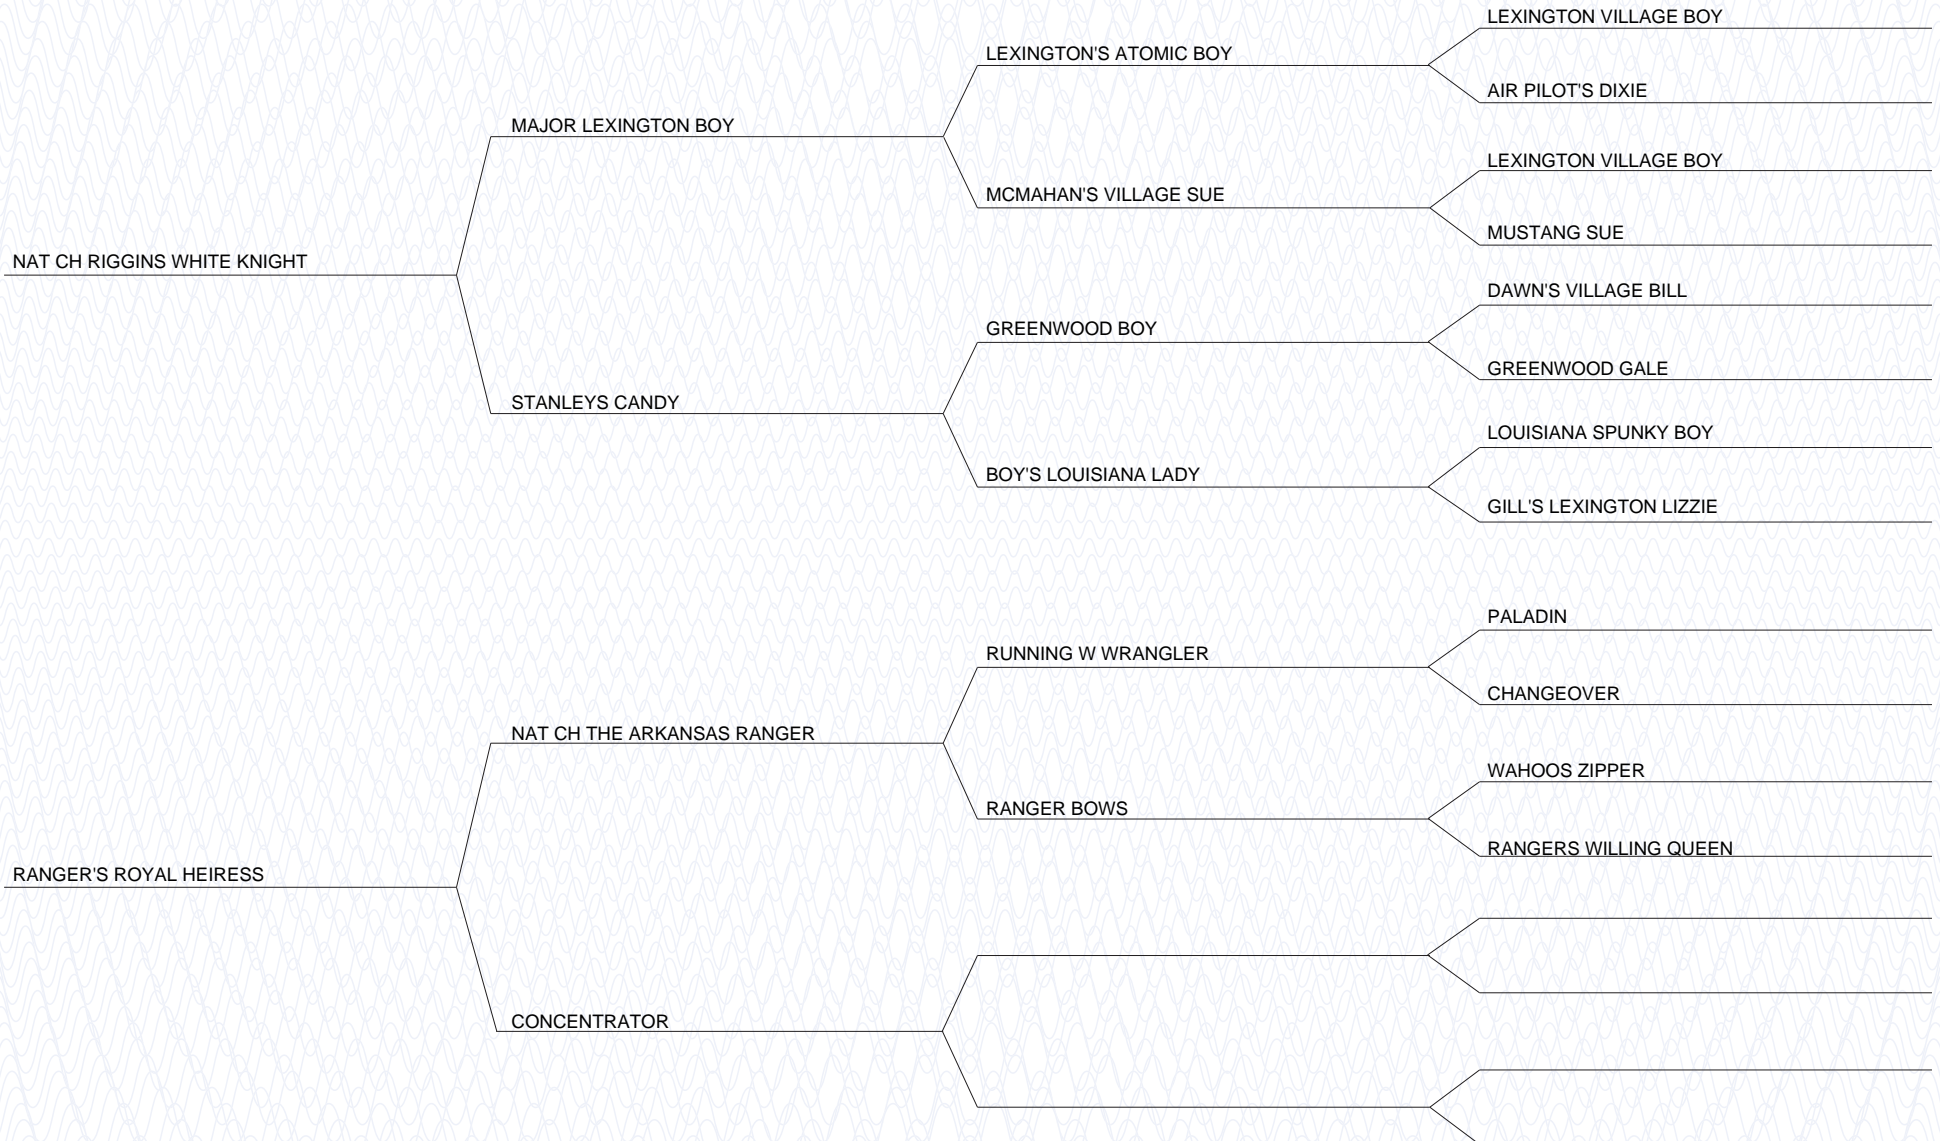 LEXINGTON VILLAGE BOY
LEXINGTON'S ATOMIC BOY
AIR PILOT'S DIXIE
MAJOR LEXINGTON BOY
LEXINGTON VILLAGE BOY
MCMAHAN'S VILLAGE SUE
MUSTANG SUE
NAT CH RIGGINS WHITE KNIGHT
DAWN'S VILLAGE BILL
GREENWOOD BOY
GREENWOOD GALE
STANLEYS CANDY
LOUISIANA SPUNKY BOY
BOY'S LOUISIANA LADY
GILL'S LEXINGTON LIZZIE
PALADIN
RUNNING W WRANGLER
CHANGEOVER
NAT CH THE ARKANSAS RANGER
WAHOOS ZIPPER
RANGER BOWS
RANGERS WILLING QUEEN
RANGER'S ROYAL HEIRESS
CONCENTRATOR